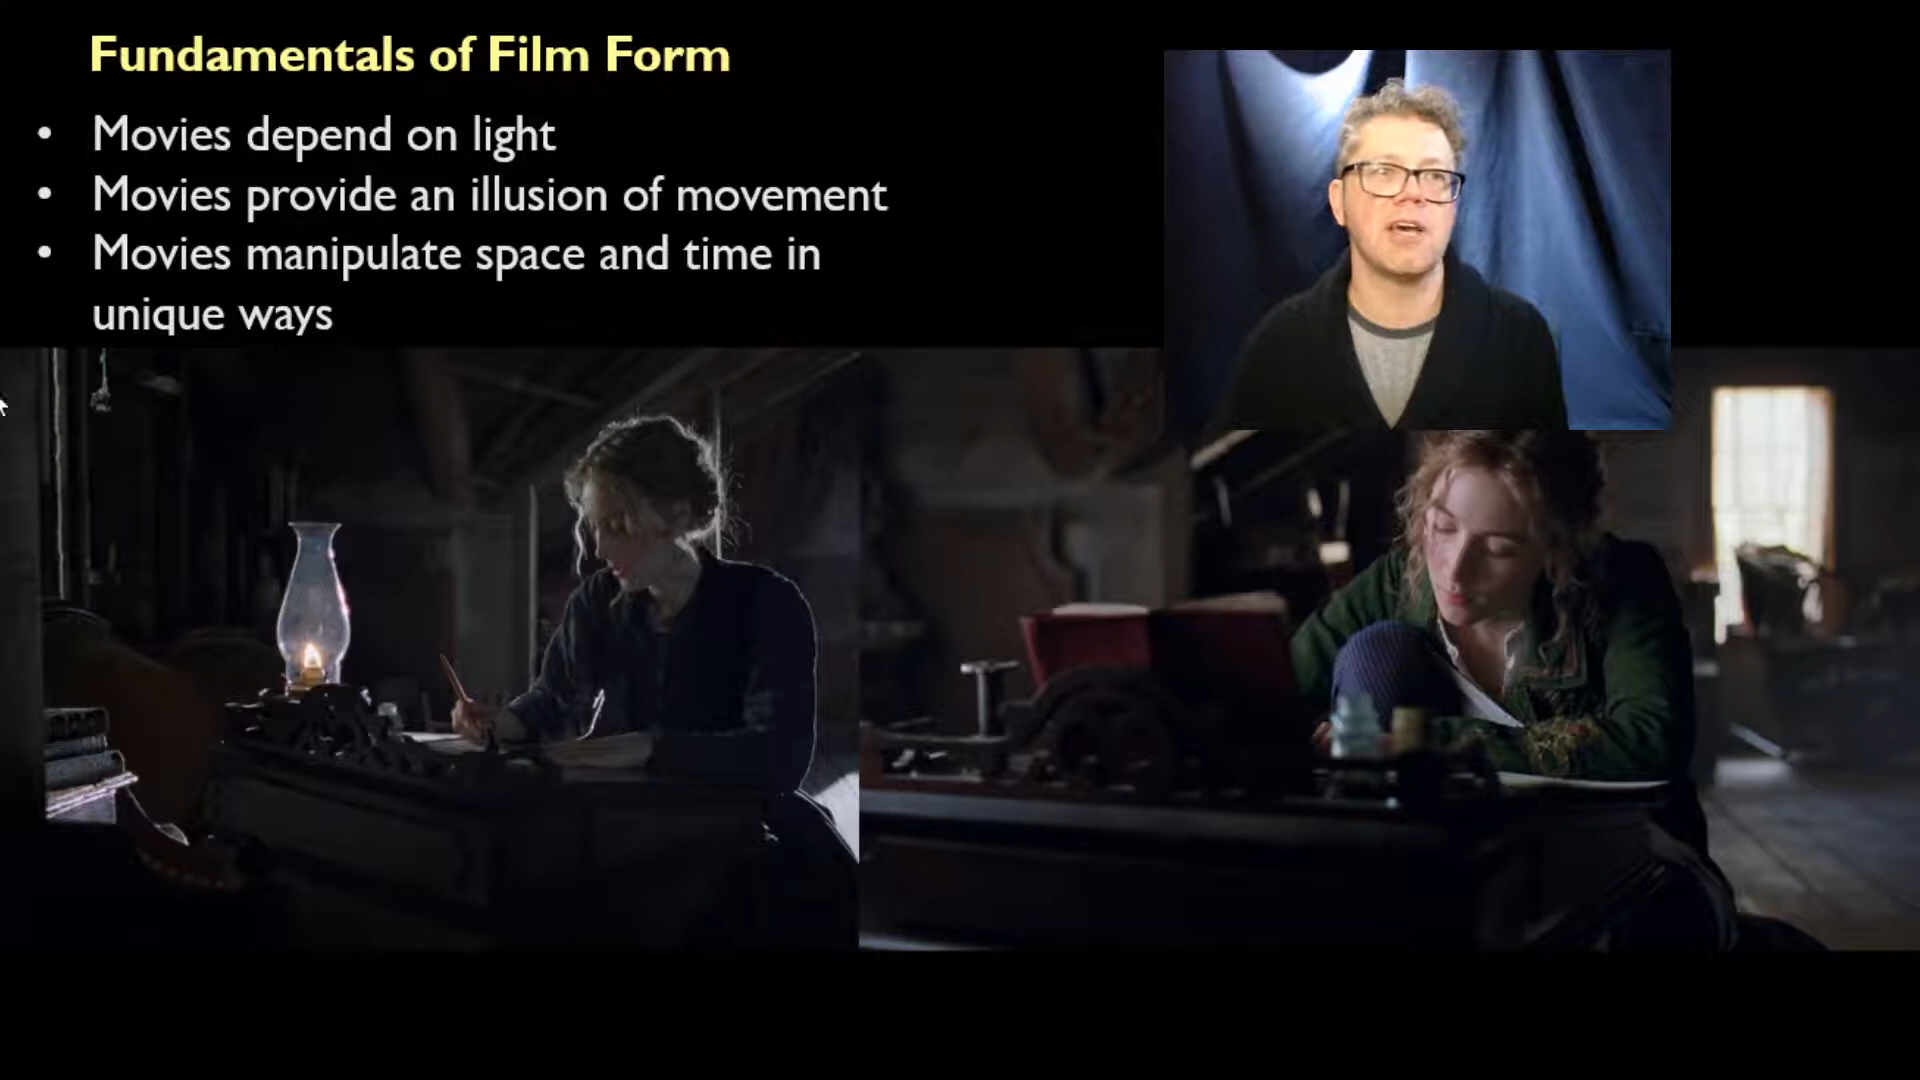 Fundamentals of Film Form
• Movies depend on light
• Movies provide an illusion of movement
• Movies manipulate space and time in
unique ways